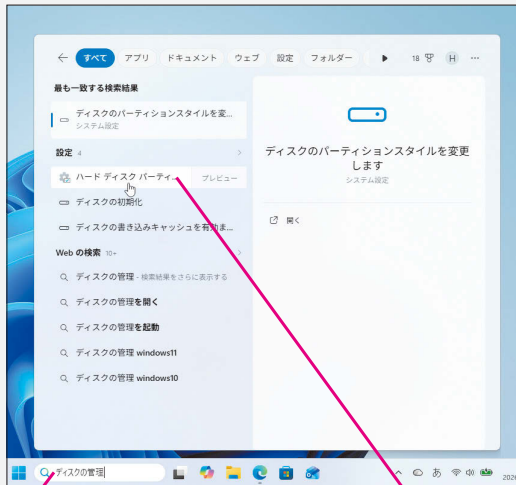 すべて アプリ ドキュメント ウェブ 設定 フォルダー 18 H …
最も一致する検索結果
ディスクのパーティションスタイルを変...
システム設定
設定 4
ハード ディスク パーティ... プレビュー
ディスクの初期化
ディスクの書き込みキャッシュを有効ま...
Web の検索 10+
ディスクの管理 - 検索結果をさらに表示する
ディスクの管理を開く
ディスクの管理を起動
ディスクの管理 windows11
ディスクの管理 windows10
ディスクのパーティションスタイルを変更
します
システム設定
開く
ディスクの管理
あ